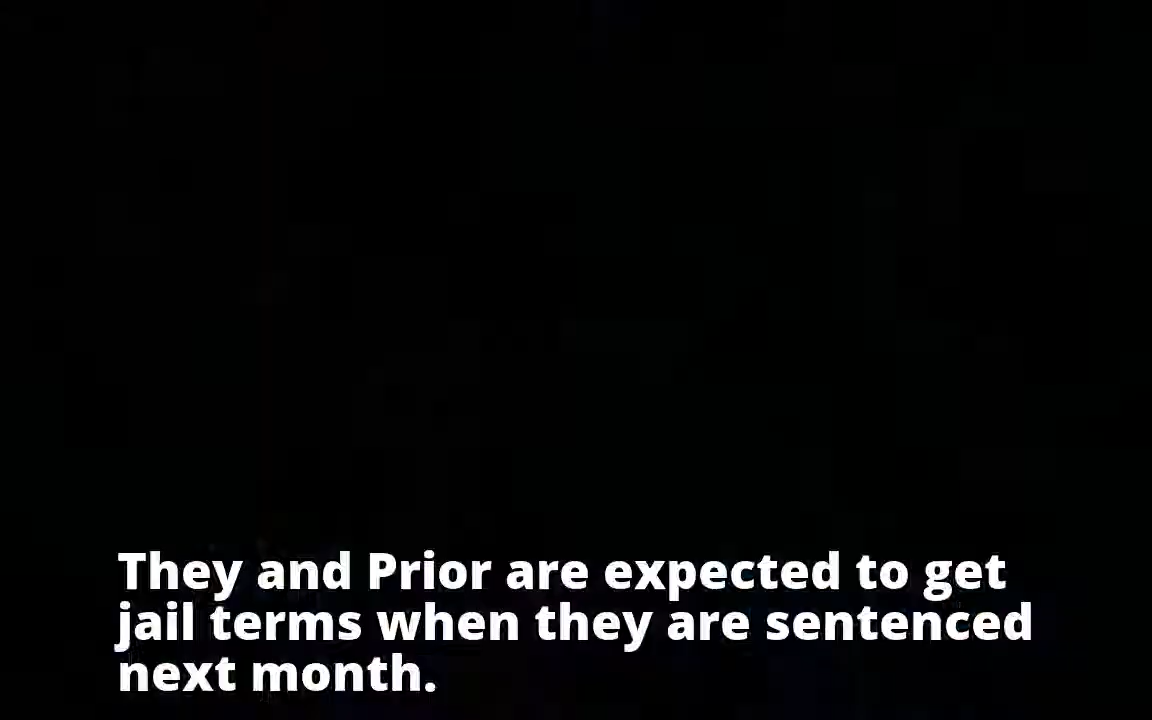 They and Prior are expected to get
jail terms when they are sentenced
next month.